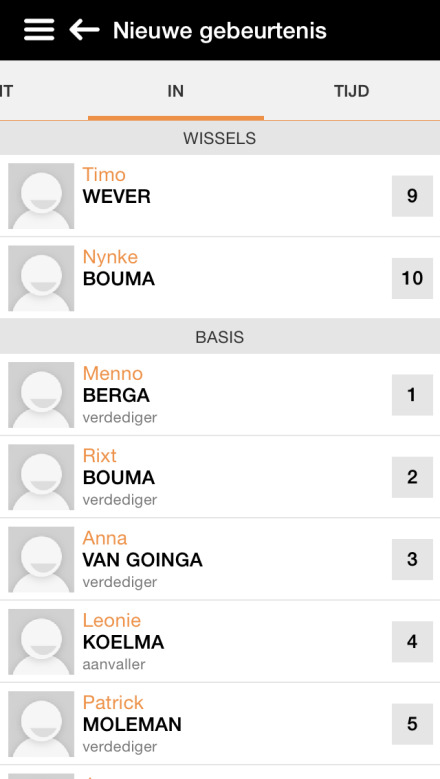 Nieuwe gebeurtenis
IN
TIJD
WISSELS
Timo
WEVER
9
Nynke
BOUMA
10
BASIS
Menno
BERGA
verdediger
1
Rixt
BOUMA
verdediger
2
Anna
VAN GOINGA
verdediger
3
Leonie
KOELMA
aanvaller
4
Patrick
MOLEMAN
verdediger
5